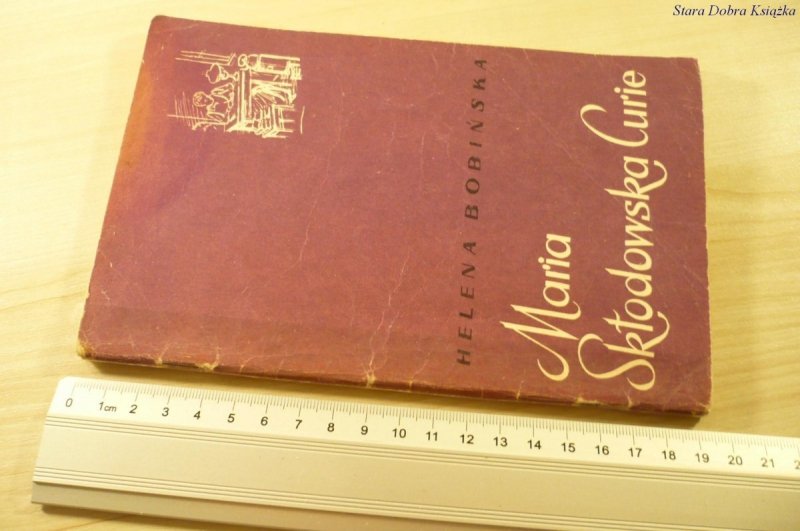 Stara Dobra Książka
HELENA BOBIŃSKA
Maria
Skłodowska Curie
0 1cm 2 3 4 5 6 7 8 9 10 11 12 13 14 15 16 17 18 19 20 21